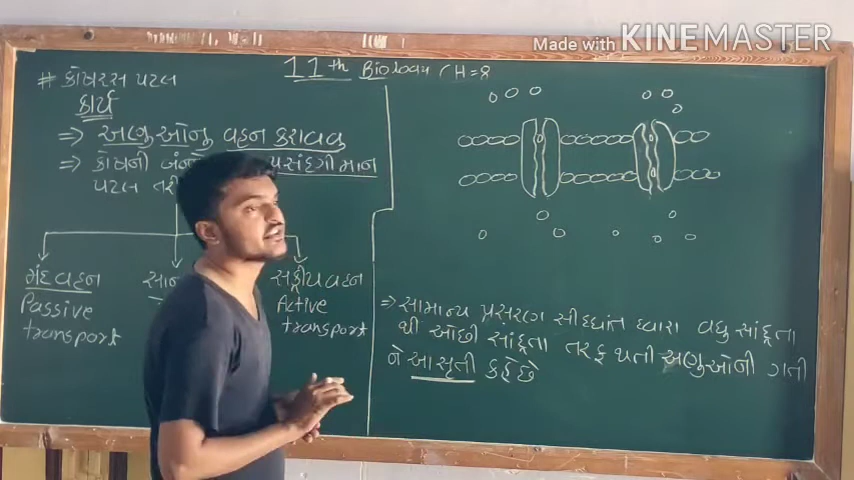 Made with KINEMASTER
11th Biology CH=8
# કોષરસ પટલ
કાર્ય
⇒ અણુઓનુ વહન કરાવવુ
⇒ કોષની પસંદગીમાન
પટલ તરી
મંદવહન
Passive
transport
સક્રીયવહન
Active
transport
⇒ સામાન્ય પ્રસરણ સીધ્ધાંત ધ્વારા વધુ સાંદ્રતા
થી ઓછી સાંદ્રતા તરફ થતી અણુઓની ગતી
ને આસૃતી કહેછે